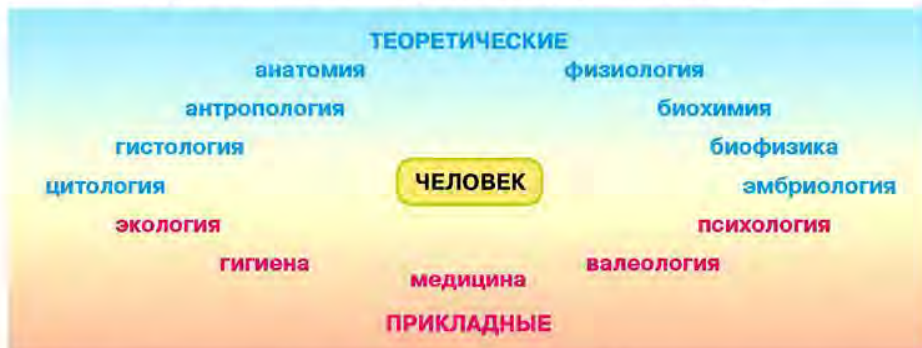 ТЕОРЕТИЧЕСКИЕ
анатомия физиология
антропология биохимия
гистология биофизика
ЧЕЛОВЕК
цитология эмбриология
экология психология
гигиена валеология
медицина
ПРИКЛАДНЫЕ